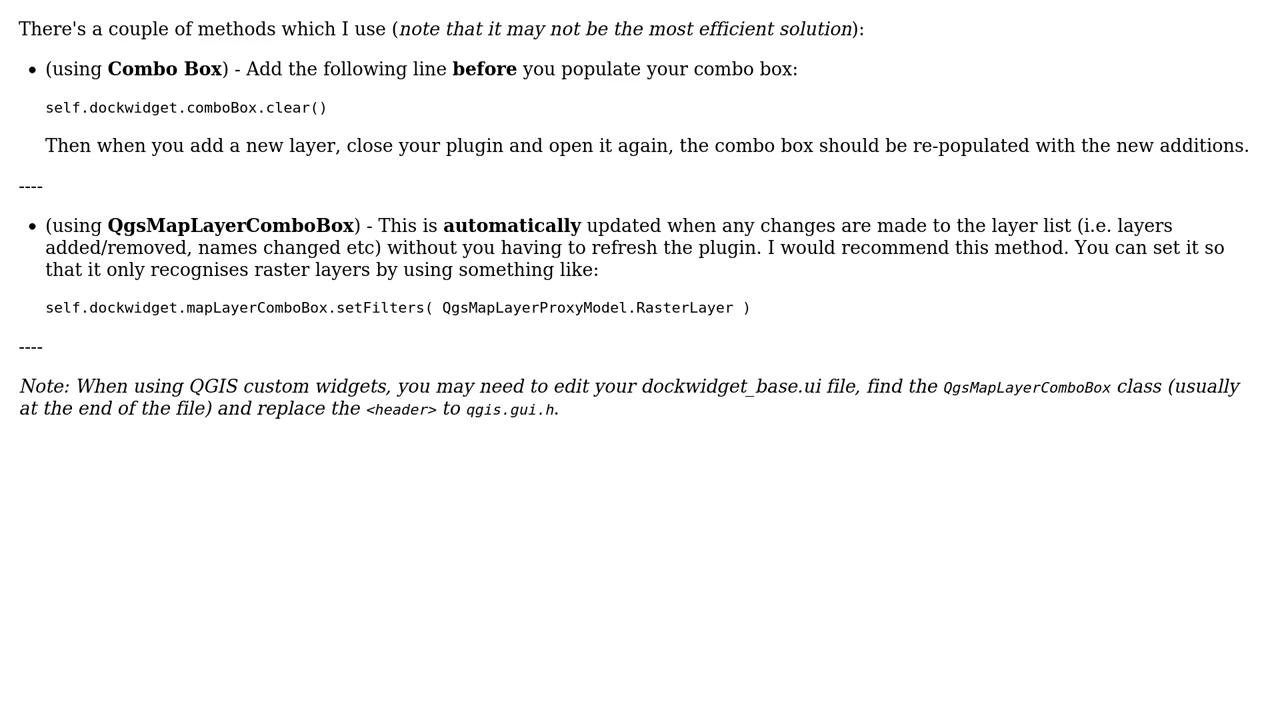 There's a couple of methods which I use (note that it may not be the most efficient solution):
• (using Combo Box) - Add the following line before you populate your combo box:
self.dockwidget.comboBox.clear()
Then when you add a new layer, close your plugin and open it again, the combo box should be re-populated with the new additions.
----
• (using QgsMapLayerComboBox) - This is automatically updated when any changes are made to the layer list (i.e. layers
added/removed, names changed etc) without you having to refresh the plugin. I would recommend this method. You can set it so
that it only recognises raster layers by using something like:
self.dockwidget.mapLayerComboBox.setFilters( QgsMapLayerProxyModel.RasterLayer )
----
Note: When using QGIS custom widgets, you may need to edit your dockwidget_base.ui file, find the QgsMapLayerComboBox class (usually
at the end of the file) and replace the <header> to qgis.gui.h.